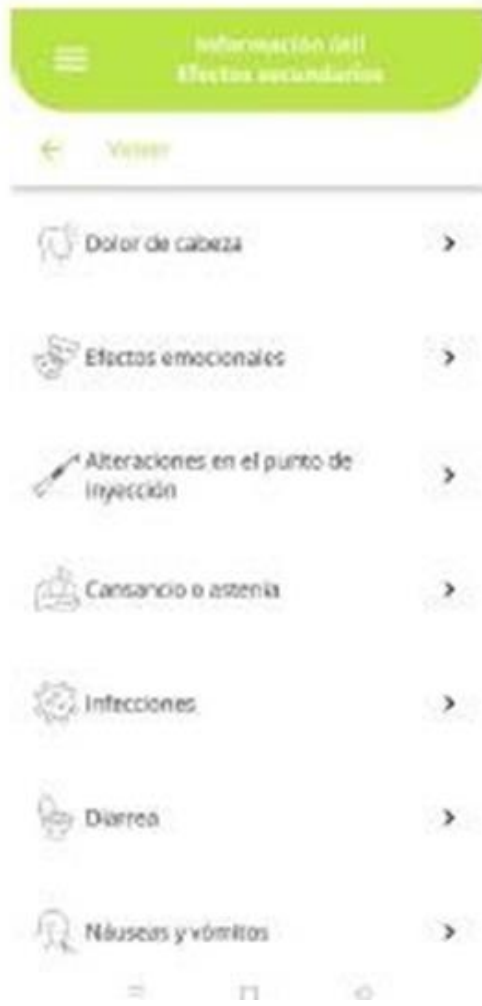 Información útil
Efectos secundarios
Volver
Dolor de cabeza
Efectos emocionales
Alteraciones en el punto de
inyección
Cansancio o astenia
Infecciones
Diarrea
Náuseas y vómitos